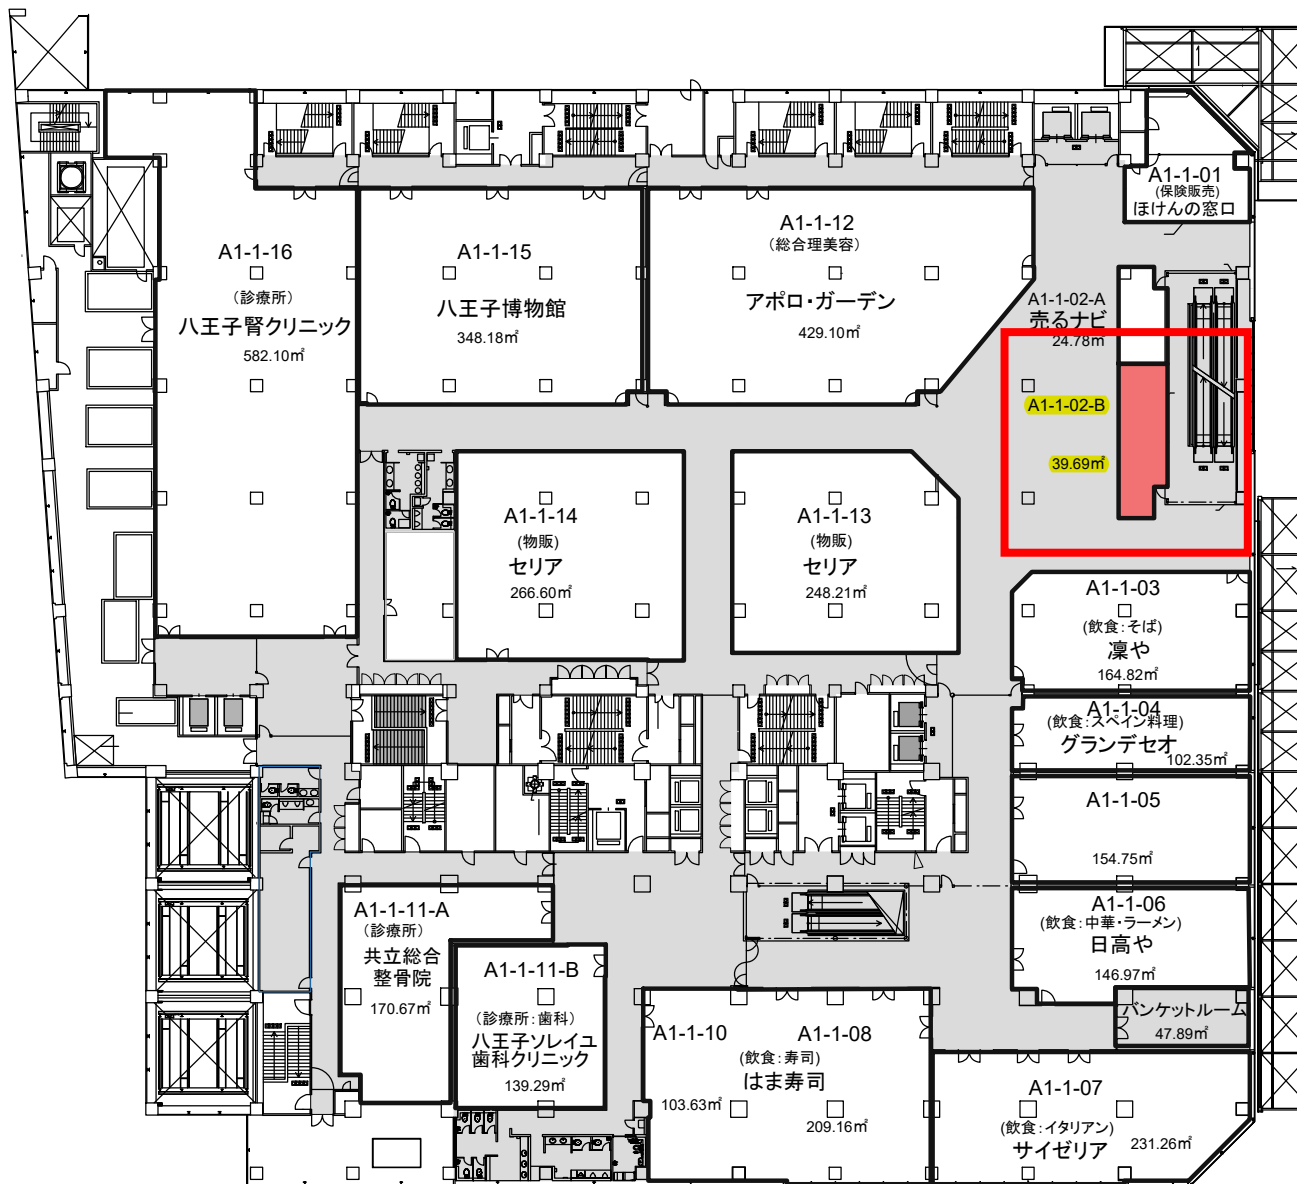 A1-1-01
(保険販売)
ほけんの窓口
A1-1-12
(総合理美容)
アポロ・ガーデン
429.10㎡
A1-1-15
八王子博物館
348.18㎡
A1-1-16
(診療所)
八王子腎クリニック
582.10㎡
A1-1-02-A
売るナビ
24.78㎡
A1-1-02-B
39.69㎡
A1-1-14
(物販)
セリア
266.60㎡
A1-1-13
(物販)
セリア
248.21㎡
A1-1-03
(飲食：そば)
凜や
164.82㎡
A1-1-04
(飲食：スペイン料理)
グランデセオ
102.35㎡
A1-1-05
154.75㎡
A1-1-06
(飲食：中華・ラーメン)
日高や
146.97㎡
バンケットルーム
47.89㎡
A1-1-11-A
(診療所)
共立総合
整骨院
170.67㎡
A1-1-11-B
(診療所：歯科)
八王子ソレイユ
歯科クリニック
139.29㎡
A1-1-10
103.63㎡
A1-1-08
(飲食：寿司)
はま寿司
209.16㎡
A1-1-07
(飲食：イタリアン)
サイゼリア
231.26㎡